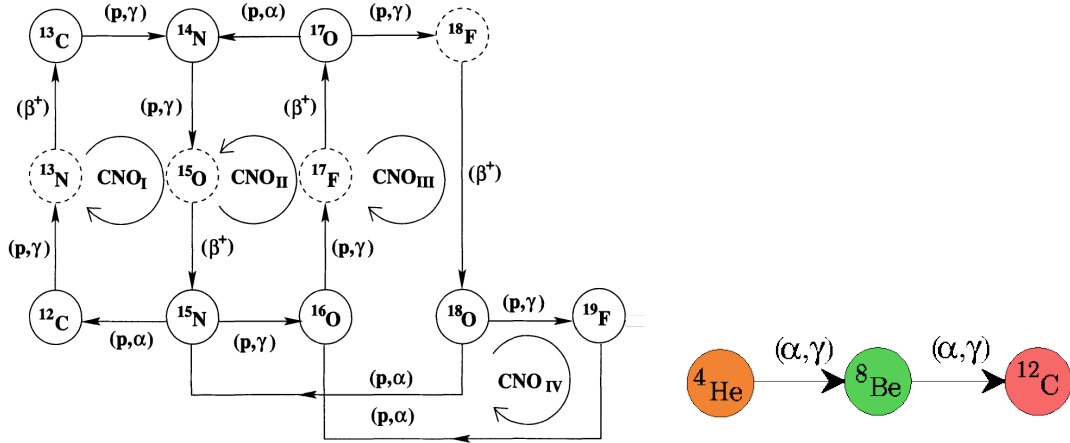 (p,γ) (p,α) (p,γ)
¹³C ¹⁴N ¹⁷O ¹⁸F
(β⁺) (p,γ) (β⁺)
¹³N CNO_I ¹⁵O CNO_II ¹⁷F CNO_III (β⁺)
(p,γ) (β⁺) (p,γ)
¹²C ¹⁵N ¹⁶O ¹⁸O (p,γ) ¹⁹F
(p,α) (p,γ)
(p,α) CNO_IV
(p,α)
(α,γ) (α,γ)
⁴He ⁸Be ¹²C